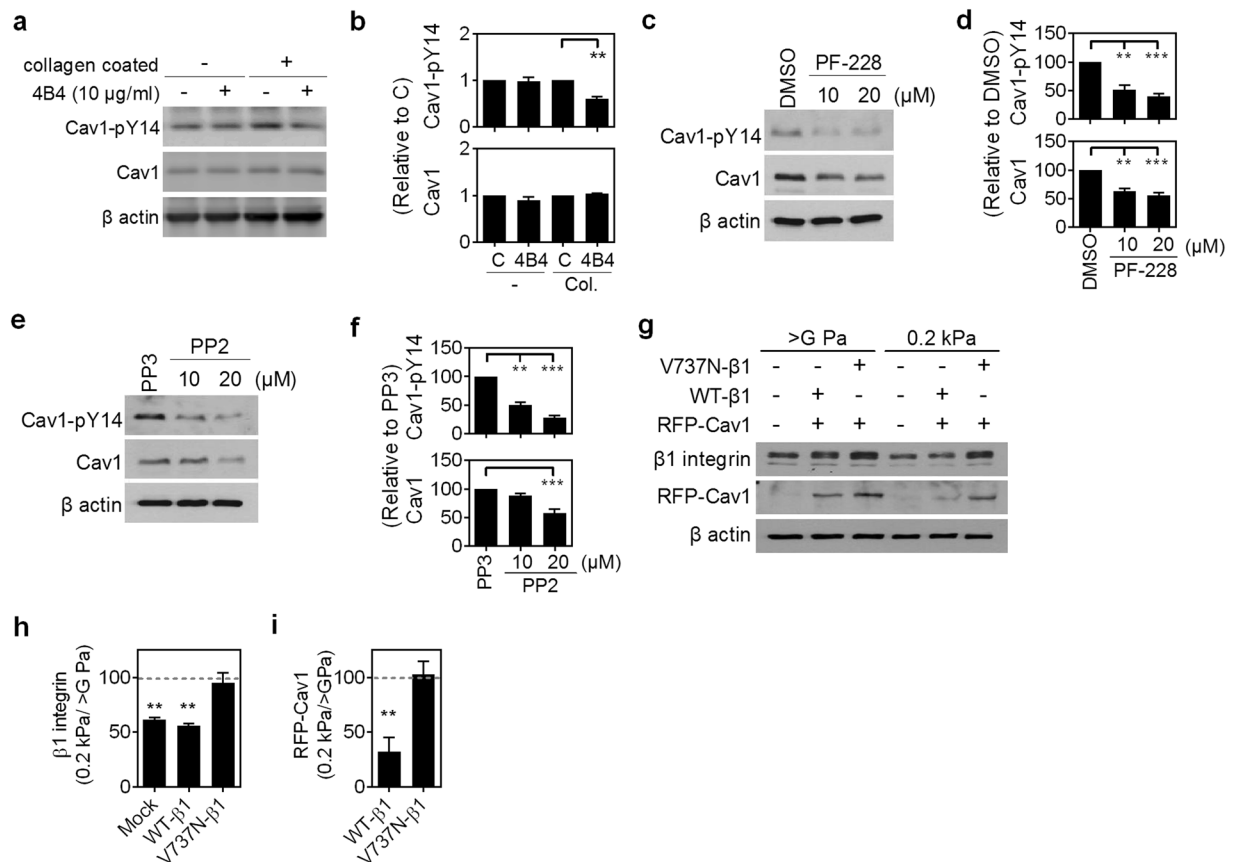 a
collagen coated - +
4B4 (10 µg/ml) - + - +
Cav1-pY14
Cav1
β actin
b
(Relative to C)
Cav1-pY14
2
1
0
**
Cav1
2
1
0
C 4B4 C 4B4
- Col.
c
DMSO
PF-228
10 20 (µM)
Cav1-pY14
Cav1
β actin
d
(Relative to DMSO)
Cav1-pY14
150
100
50
0
** ***
Cav1
150
100
50
0
** ***
DMSO
10 20 (µM)
PF-228
e
PP3
PP2
10 20 (µM)
Cav1-pY14
Cav1
β actin
f
(Relative to PP3)
Cav1-pY14
150
100
50
0
** ***
Cav1
150
100
50
0
***
PP3
10 20 (µM)
PP2
g
>G Pa 0.2 kPa
V737N-β1 - - + - - +
WT-β1 - + - - + -
RFP-Cav1 - + + - + +
β1 integrin
RFP-Cav1
β actin
h
β1 integrin
(0.2 kPa/ >G Pa)
100
50
0
** **
Mock
WT-β1
V737N-β1
i
RFP-Cav1
(0.2 kPa/>GPa)
100
50
0
**
WT-β1
V737N-β1